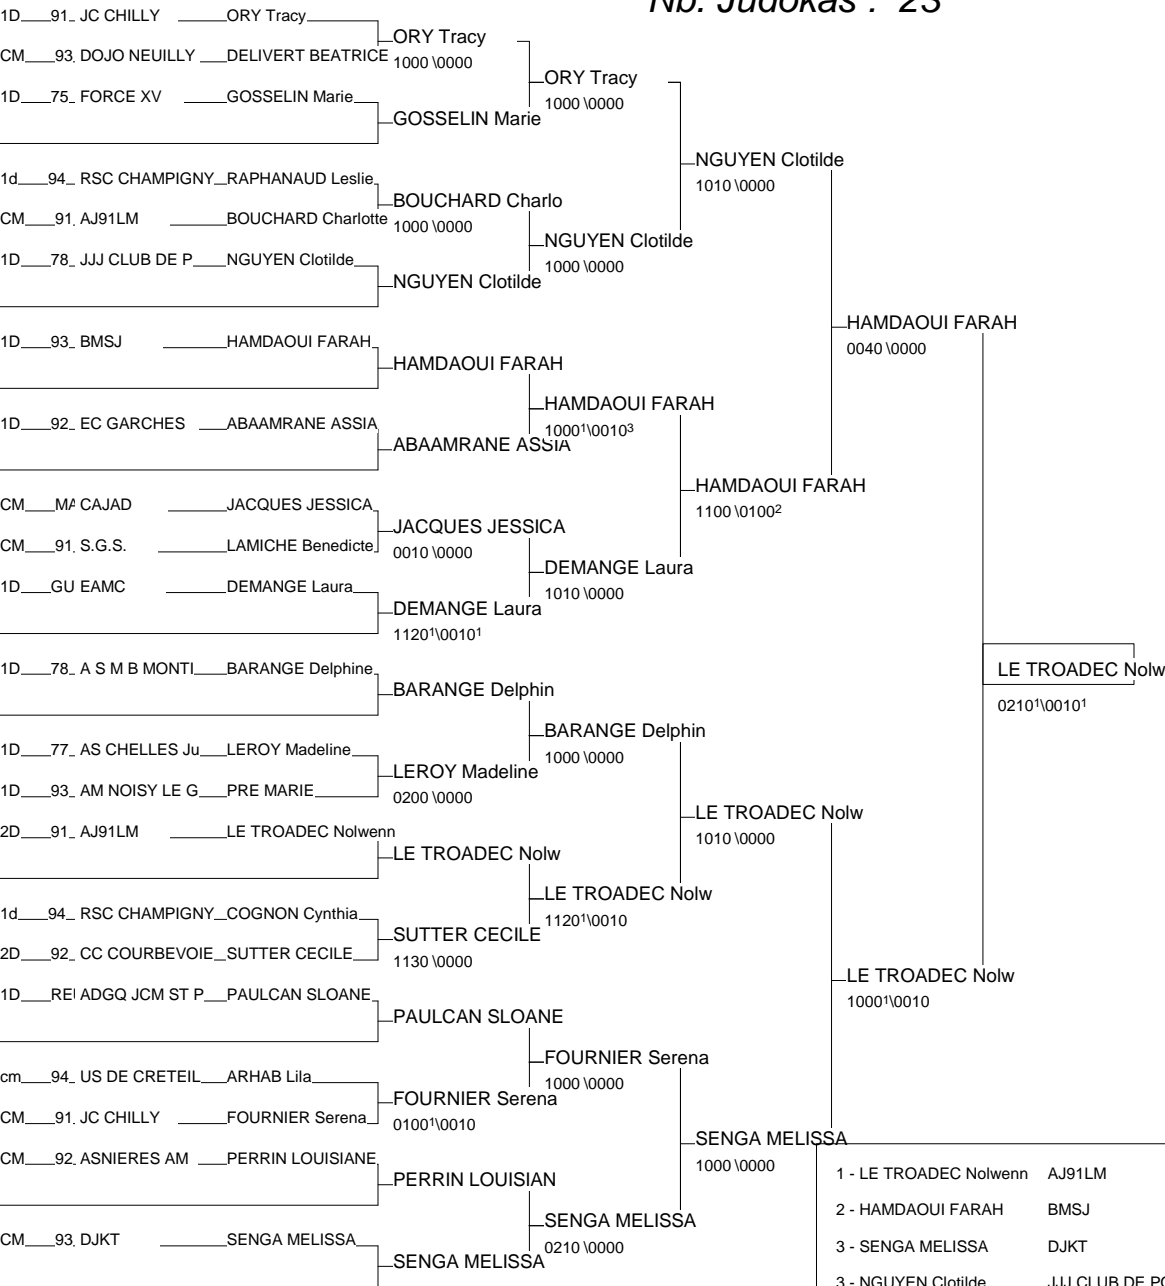 Nb. Judokas : 23
1D 91 JC CHILLY ORY Tracy
ORY Tracy
CM 93 DOJO NEUILLY DELIVERT BEATRICE
1000 \0000
ORY Tracy
1000 \0000
1D 75 FORCE XV GOSSELIN Marie
GOSSELIN Marie
NGUYEN Clotilde
1010 \0000
1d 94 RSC CHAMPIGNY RAPHANAUD Leslie
BOUCHARD Charlo
CM 91 AJ91LM BOUCHARD Charlotte
1000 \0000
NGUYEN Clotilde
1000 \0000
1D 78 JJJ CLUB DE P NGUYEN Clotilde
NGUYEN Clotilde
HAMDAOUI FARAH
0040 \0000
1D 93 BMSJ HAMDAOUI FARAH
HAMDAOUI FARAH
HAMDAOUI FARAH
1000¹\0010³
1D 92 EC GARCHES ABAAMRANE ASSIA
ABAAMRANE ASSIA
HAMDAOUI FARAH
1100 \0100²
CM MA CAJAD JACQUES JESSICA
JACQUES JESSICA
CM 91 S.G.S. LAMICHE Benedicte
0010 \0000
DEMANGE Laura
1010 \0000
1D GU EAMC DEMANGE Laura
DEMANGE Laura
1120¹\0010¹
LE TROADEC Nolw
0210¹\0010¹
1D 78 A S M B MONTI BARANGE Delphine
BARANGE Delphin
BARANGE Delphin
1000 \0000
1D 77 AS CHELLES Ju LEROY Madeline
LEROY Madeline
1D 93 AM NOISY LE G PRE MARIE
0200 \0000
LE TROADEC Nolw
1010 \0000
2D 91 AJ91LM LE TROADEC Nolwenn
LE TROADEC Nolw
LE TROADEC Nolw
1120¹\0010
1d 94 RSC CHAMPIGNY COGNON Cynthia
SUTTER CECILE
2D 92 CC COURBEVOIE SUTTER CECILE
1130 \0000
LE TROADEC Nolw
1000¹\0010
1D ADGQ JCM ST P PAULCAN SLOANE
PAULCAN SLOANE
FOURNIER Serena
1000 \0000
cm 94 US DE CRETEIL ARHAB Lila
FOURNIER Serena
CM 91 JC CHILLY FOURNIER Serena
0100¹\0010
SENGA MELISSA
1000 \0000
CM 92 ASNIERES AM PERRIN LOUISIANE
PERRIN LOUISIAN
SENGA MELISSA
0210 \0000
CM 93 DJKT SENGA MELISSA
SENGA MELISSA
1 - LE TROADEC Nolwenn AJ91LM
2 - HAMDAOUI FARAH BMSJ
3 - SENGA MELISSA DJKT
3 - NGUYEN Clotilde JJJ CLUB DE